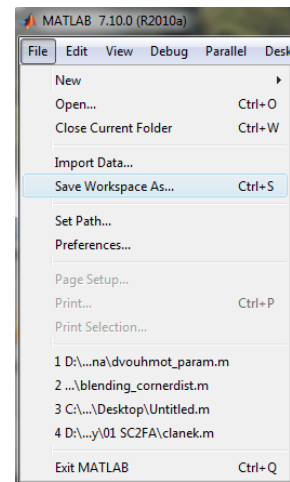 MATLAB 7.10.0 (R2010a)
File Edit View Debug Parallel Desk
New
Open... Ctrl+O
Close Current Folder Ctrl+W
Import Data...
Save Workspace As... Ctrl+S
Set Path...
Preferences...
Page Setup...
Print... Ctrl+P
Print Selection...
1 D:\...na\dvouhmot_param.m
2 ...\blending_cornerdist.m
3 C:\...\Desktop\Untitled.m
4 D:\...y\01 SC2FA\clanek.m
Exit MATLAB Ctrl+Q